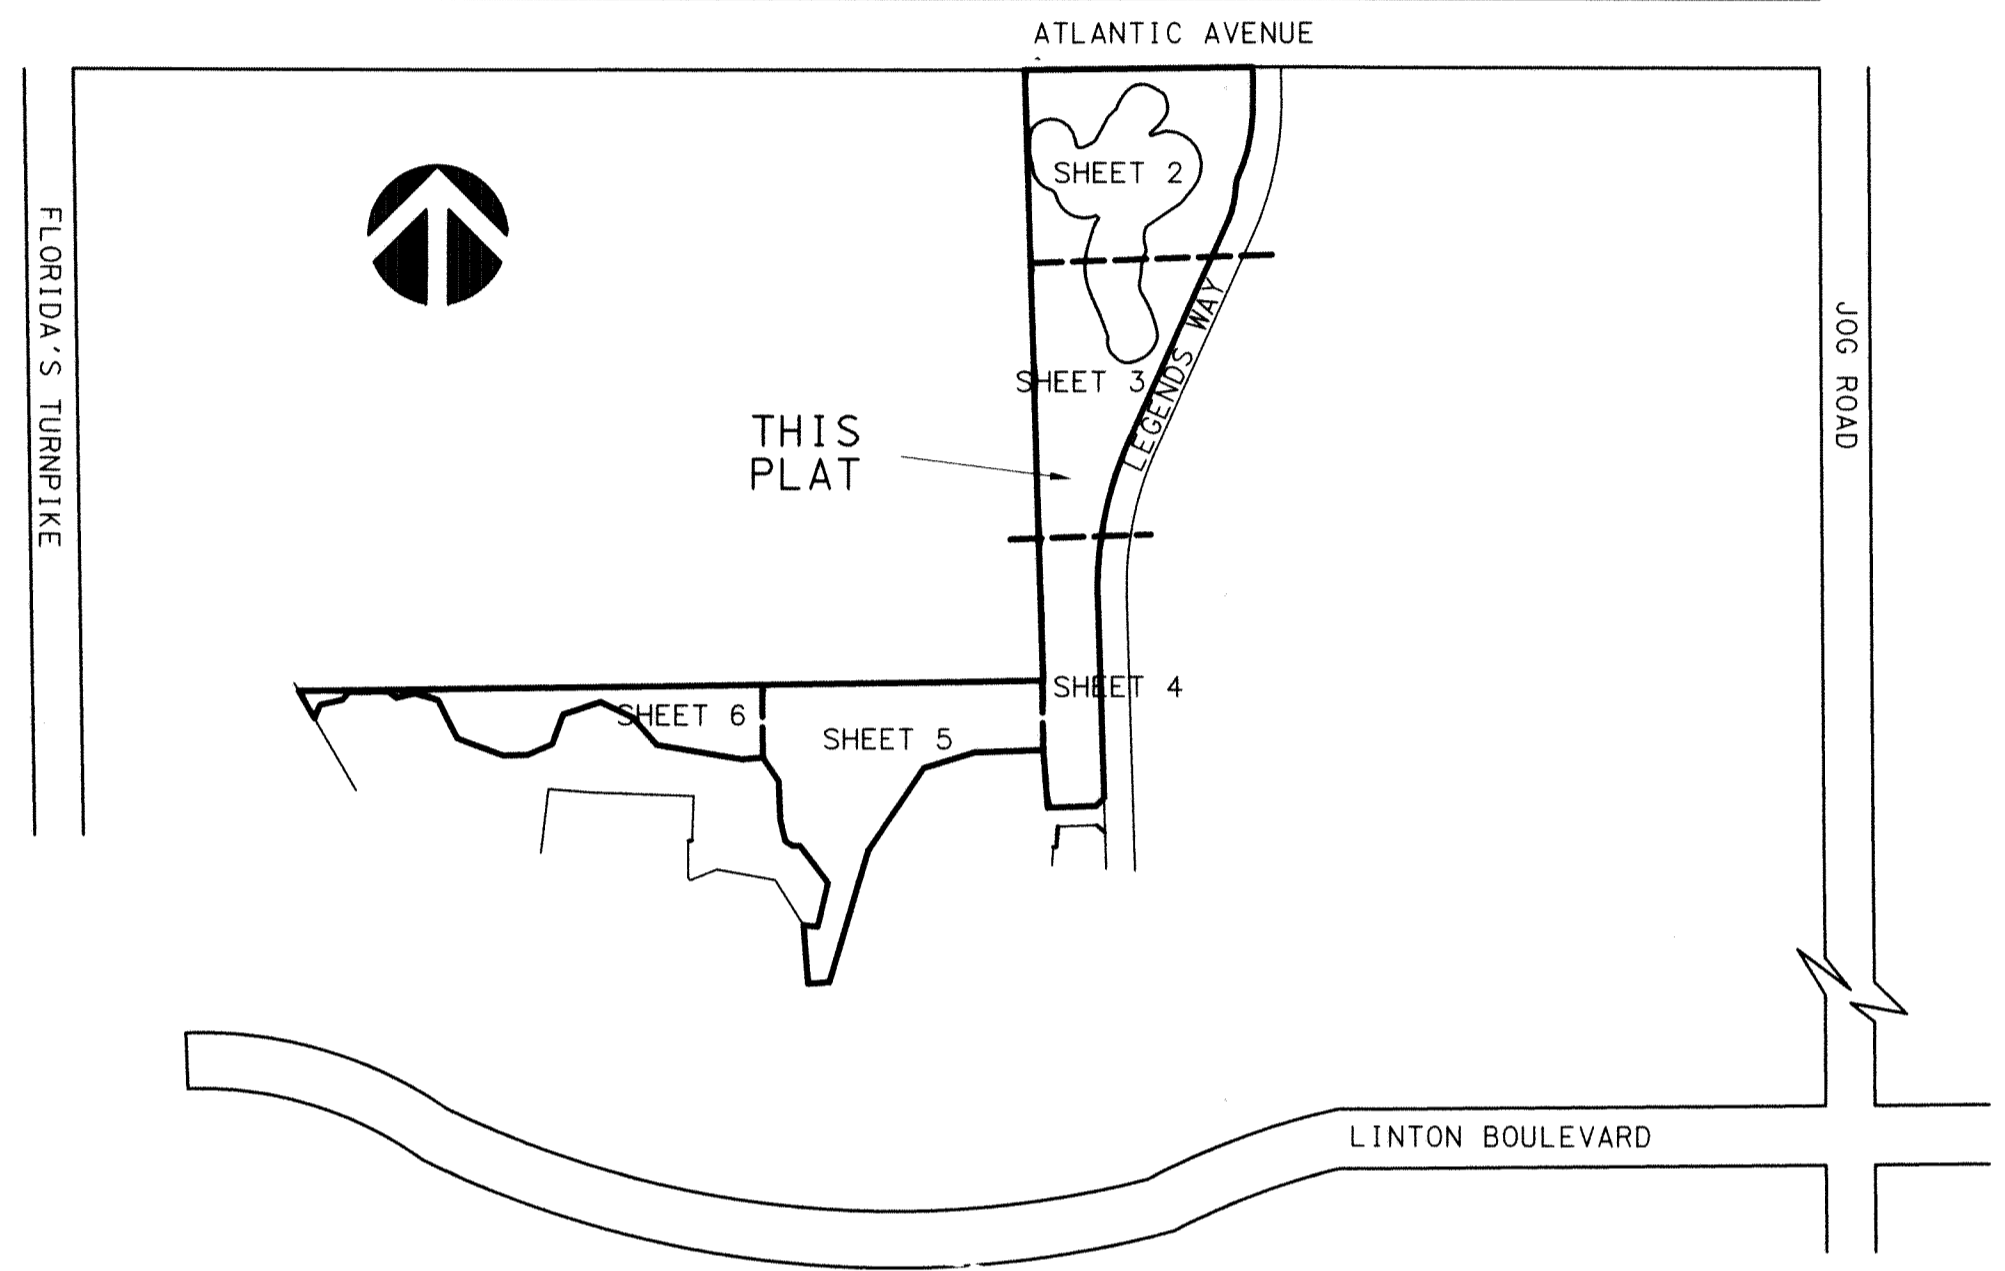 ATLANTIC AVENUE
SHEET 2
FLORIDA'S TURNPIKE
LEGENDS WAY
JOG ROAD
SHEET 3
THIS
PLAT
SHEET 4
SHEET 6
SHEET 5
LINTON BOULEVARD